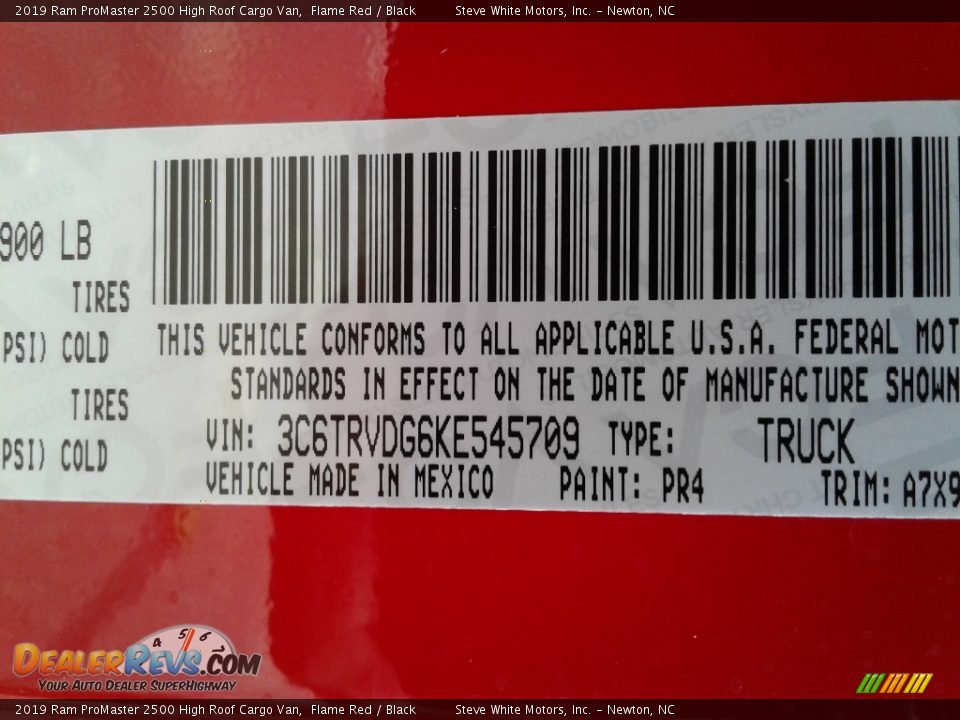 2019 Ram ProMaster 2500 High Roof Cargo Van, Flame Red / Black Steve White Motors, Inc. - Newton, NC
900 LB
TIRES
PSI) COLD
TIRES
PSI) COLD
THIS VEHICLE CONFORMS TO ALL APPLICABLE U.S.A. FEDERAL MOT
STANDARDS IN EFFECT ON THE DATE OF MANUFACTURE SHOWN
VIN: 3C6TRVDG6KE545709 TYPE: TRUCK
VEHICLE MADE IN MEXICO PAINT: PR4 TRIM: A7X9
4 5 6 7
DealerRevs.com
Your Auto Dealer SuperHighway
2019 Ram ProMaster 2500 High Roof Cargo Van, Flame Red / Black Steve White Motors, Inc. - Newton, NC